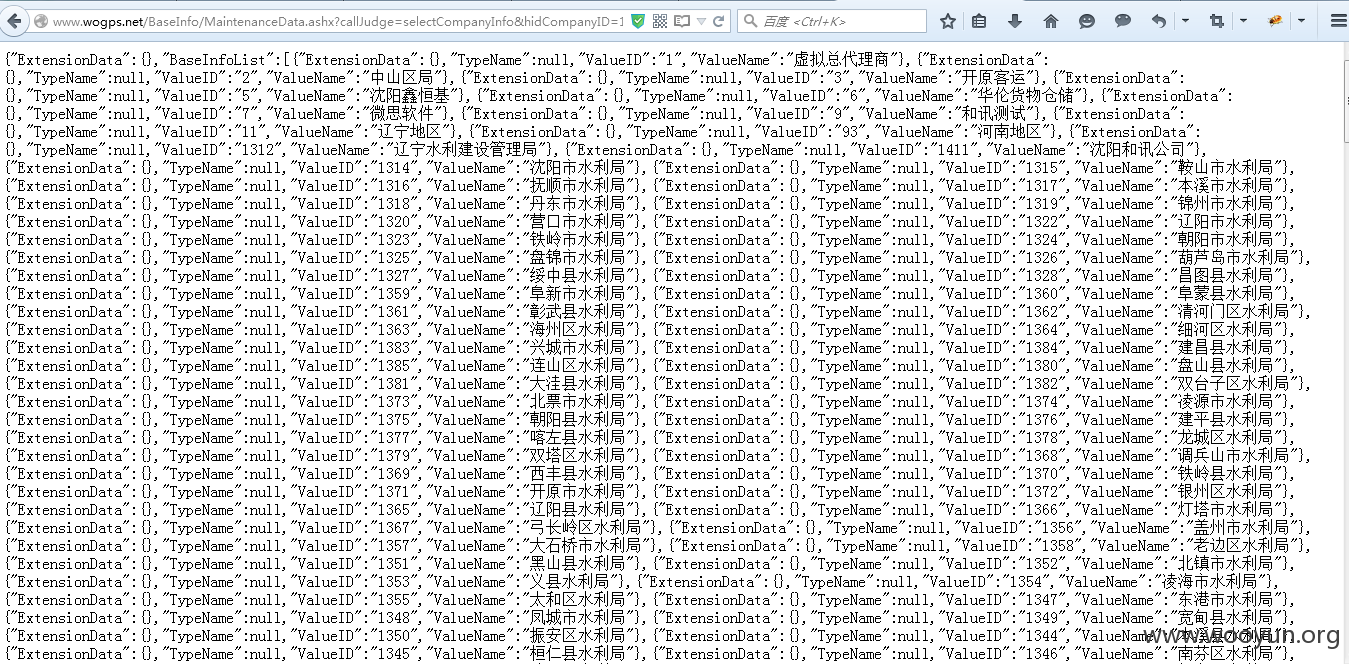 www.wogps.net/BaseInfo/MaintenanceData.ashx?callJudge=selectCompanyInfo&hidCompanyID=1
百度 <Ctrl+K>
{"ExtensionData":{},"BaseInfoList":[{"ExtensionData":{},"TypeName":null,"ValueID":"1","ValueName":"虚拟总代理商"},{"ExtensionData":
{},"TypeName":null,"ValueID":"2","ValueName":"中山区局"},{"ExtensionData":{},"TypeName":null,"ValueID":"3","ValueName":"开原客运"},{"ExtensionData":
{},"TypeName":null,"ValueID":"5","ValueName":"沈阳鑫恒基"},{"ExtensionData":{},"TypeName":null,"ValueID":"6","ValueName":"华伦货物仓储"},{"ExtensionData":
{},"TypeName":null,"ValueID":"7","ValueName":"微思软件"},{"ExtensionData":{},"TypeName":null,"ValueID":"9","ValueName":"和讯测试"},{"ExtensionData":
{},"TypeName":null,"ValueID":"11","ValueName":"辽宁地区"},{"ExtensionData":{},"TypeName":null,"ValueID":"93","ValueName":"河南地区"},{"ExtensionData":
{},"TypeName":null,"ValueID":"1312","ValueName":"辽宁水利建设管理局"},{"ExtensionData":{},"TypeName":null,"ValueID":"1411","ValueName":"沈阳和讯公司"},
{"ExtensionData":{},"TypeName":null,"ValueID":"1314","ValueName":"沈阳市水利局"},{"ExtensionData":{},"TypeName":null,"ValueID":"1315","ValueName":"鞍山市水利局"},
{"ExtensionData":{},"TypeName":null,"ValueID":"1316","ValueName":"抚顺市水利局"},{"ExtensionData":{},"TypeName":null,"ValueID":"1317","ValueName":"本溪市水利局"},
{"ExtensionData":{},"TypeName":null,"ValueID":"1318","ValueName":"丹东市水利局"},{"ExtensionData":{},"TypeName":null,"ValueID":"1319","ValueName":"锦州市水利局"},
{"ExtensionData":{},"TypeName":null,"ValueID":"1320","ValueName":"营口市水利局"},{"ExtensionData":{},"TypeName":null,"ValueID":"1322","ValueName":"辽阳市水利局"},
{"ExtensionData":{},"TypeName":null,"ValueID":"1323","ValueName":"铁岭市水利局"},{"ExtensionData":{},"TypeName":null,"ValueID":"1324","ValueName":"朝阳市水利局"},
{"ExtensionData":{},"TypeName":null,"ValueID":"1325","ValueName":"盘锦市水利局"},{"ExtensionData":{},"TypeName":null,"ValueID":"1326","ValueName":"葫芦岛市水利局"},
{"ExtensionData":{},"TypeName":null,"ValueID":"1327","ValueName":"绥中县水利局"},{"ExtensionData":{},"TypeName":null,"ValueID":"1328","ValueName":"昌图县水利局"},
{"ExtensionData":{},"TypeName":null,"ValueID":"1359","ValueName":"阜新市水利局"},{"ExtensionData":{},"TypeName":null,"ValueID":"1360","ValueName":"阜蒙县水利局"},
{"ExtensionData":{},"TypeName":null,"ValueID":"1361","ValueName":"彰武县水利局"},{"ExtensionData":{},"TypeName":null,"ValueID":"1362","ValueName":"清河门区水利局"},
{"ExtensionData":{},"TypeName":null,"ValueID":"1363","ValueName":"海州区水利局"},{"ExtensionData":{},"TypeName":null,"ValueID":"1364","ValueName":"细河区水利局"},
{"ExtensionData":{},"TypeName":null,"ValueID":"1383","ValueName":"兴城市水利局"},{"ExtensionData":{},"TypeName":null,"ValueID":"1384","ValueName":"建昌县水利局"},
{"ExtensionData":{},"TypeName":null,"ValueID":"1385","ValueName":"连山区水利局"},{"ExtensionData":{},"TypeName":null,"ValueID":"1380","ValueName":"盘山县水利局"},
{"ExtensionData":{},"TypeName":null,"ValueID":"1381","ValueName":"大洼县水利局"},{"ExtensionData":{},"TypeName":null,"ValueID":"1382","ValueName":"双台子区水利局"},
{"ExtensionData":{},"TypeName":null,"ValueID":"1373","ValueName":"北票市水利局"},{"ExtensionData":{},"TypeName":null,"ValueID":"1374","ValueName":"凌源市水利局"},
{"ExtensionData":{},"TypeName":null,"ValueID":"1375","ValueName":"朝阳县水利局"},{"ExtensionData":{},"TypeName":null,"ValueID":"1376","ValueName":"建平县水利局"},
{"ExtensionData":{},"TypeName":null,"ValueID":"1377","ValueName":"喀左县水利局"},{"ExtensionData":{},"TypeName":null,"ValueID":"1378","ValueName":"龙城区水利局"},
{"ExtensionData":{},"TypeName":null,"ValueID":"1379","ValueName":"双塔区水利局"},{"ExtensionData":{},"TypeName":null,"ValueID":"1368","ValueName":"调兵山市水利局"},
{"ExtensionData":{},"TypeName":null,"ValueID":"1369","ValueName":"西丰县水利局"},{"ExtensionData":{},"TypeName":null,"ValueID":"1370","ValueName":"铁岭县水利局"},
{"ExtensionData":{},"TypeName":null,"ValueID":"1371","ValueName":"开原市水利局"},{"ExtensionData":{},"TypeName":null,"ValueID":"1372","ValueName":"银州区水利局"},
{"ExtensionData":{},"TypeName":null,"ValueID":"1365","ValueName":"辽阳县水利局"},{"ExtensionData":{},"TypeName":null,"ValueID":"1366","ValueName":"灯塔市水利局"},
{"ExtensionData":{},"TypeName":null,"ValueID":"1367","ValueName":"弓长岭区水利局"},{"ExtensionData":{},"TypeName":null,"ValueID":"1356","ValueName":"盖州市水利局"},
{"ExtensionData":{},"TypeName":null,"ValueID":"1357","ValueName":"大石桥市水利局"},{"ExtensionData":{},"TypeName":null,"ValueID":"1358","ValueName":"老边区水利局"},
{"ExtensionData":{},"TypeName":null,"ValueID":"1351","ValueName":"黑山县水利局"},{"ExtensionData":{},"TypeName":null,"ValueID":"1352","ValueName":"北镇市水利局"},
{"ExtensionData":{},"TypeName":null,"ValueID":"1353","ValueName":"义县水利局"},{"ExtensionData":{},"TypeName":null,"ValueID":"1354","ValueName":"凌海市水利局"},
{"ExtensionData":{},"TypeName":null,"ValueID":"1355","ValueName":"太和区水利局"},{"ExtensionData":{},"TypeName":null,"ValueID":"1347","ValueName":"东港市水利局"},
{"ExtensionData":{},"TypeName":null,"ValueID":"1348","ValueName":"凤城市水利局"},{"ExtensionData":{},"TypeName":null,"ValueID":"1349","ValueName":"宽甸县水利局"},
{"ExtensionData":{},"TypeName":null,"ValueID":"1350","ValueName":"振安区水利局"},{"ExtensionData":{},"TypeName":null,"ValueID":"1344","ValueName":"本溪县水利局"},
{"ExtensionData":{},"TypeName":null,"ValueID":"1345","ValueName":"桓仁县水利局"},{"ExtensionData":{},"TypeName":null,"ValueID":"1346","ValueName":"南芬区水利局"},
www.wooyun.org